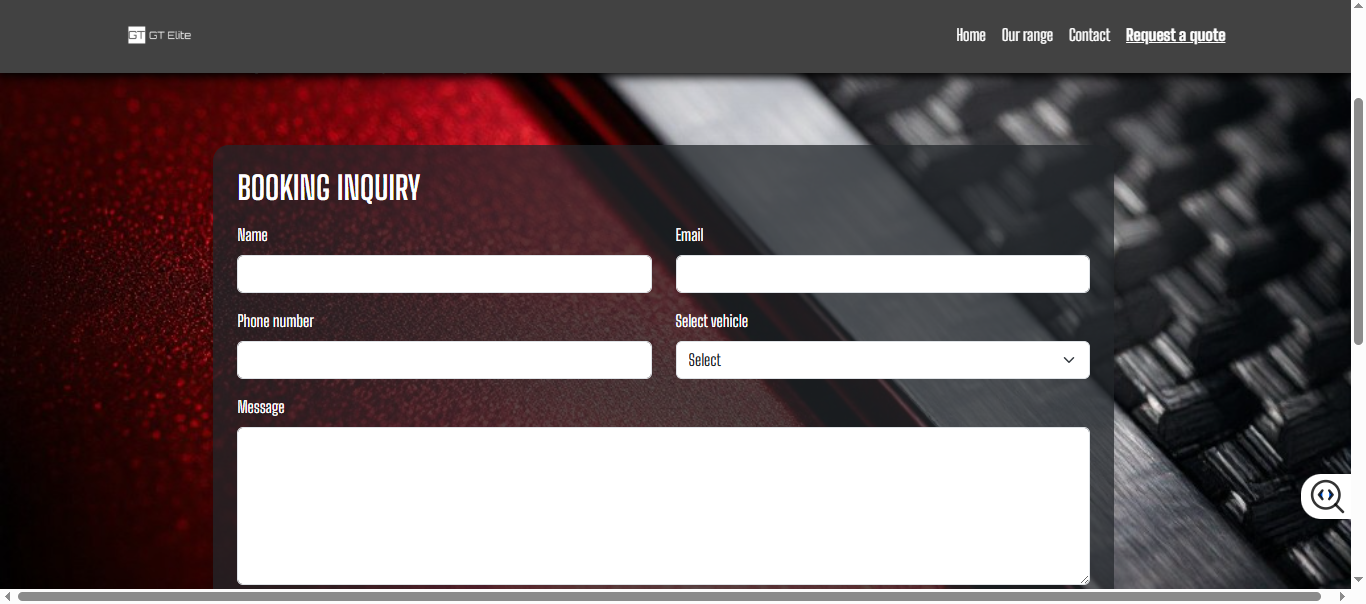 GT GT Elite
Home Our range Contact Request a quote
BOOKING INQUIRY
Name Email
Phone number Select vehicle
Select
Message